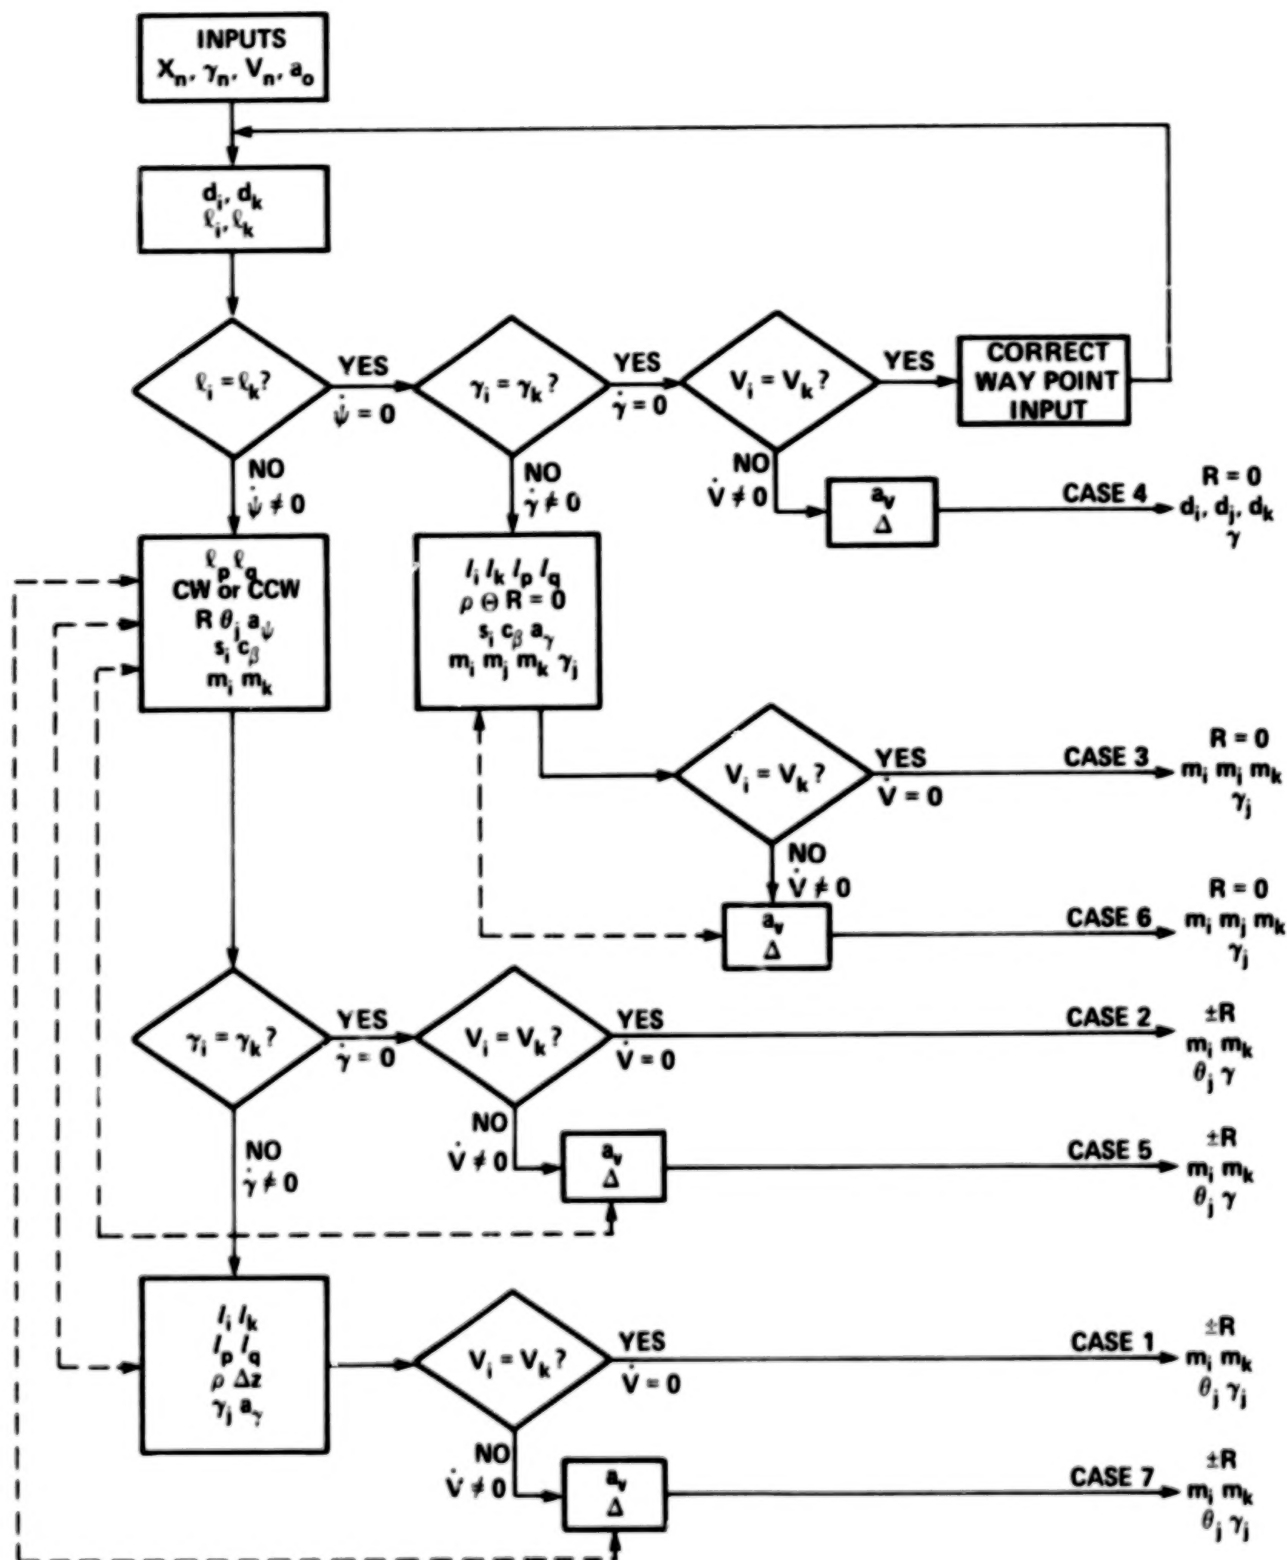 INPUTS
Xₙ, γₙ, Vₙ, aₒ
dᵢ, dₖ
ℓᵢ, ℓₖ
ℓᵢ = ℓₖ?
YES
ψ̇ = 0
γᵢ = γₖ?
YES
γ̇ = 0
Vᵢ = Vₖ?
YES
CORRECT
WAY POINT
INPUT
NO
ψ̇ ≠ 0
NO
γ̇ ≠ 0
NO
V̇ ≠ 0
aᵥ
Δ
CASE 4
R = 0
dᵢ, dⱼ, dₖ
γ
ℓₚ ℓq
CW or CCW
R θⱼ aψ
sᵢ cᵦ
mᵢ mₖ
lᵢ lₖ lₚ lq
ρ Θ R = 0
sᵢ cᵦ aᵧ
mᵢ mⱼ mₖ γⱼ
Vᵢ = Vₖ?
YES
V̇ = 0
CASE 3
R = 0
mᵢ mⱼ mₖ
γⱼ
NO
V̇ ≠ 0
aᵥ
Δ
CASE 6
R = 0
mᵢ mⱼ mₖ
γⱼ
γᵢ = γₖ?
YES
γ̇ = 0
Vᵢ = Vₖ?
YES
V̇ = 0
CASE 2
±R
mᵢ mₖ
θⱼ γ
NO
γ̇ ≠ 0
NO
V̇ ≠ 0
aᵥ
Δ
CASE 5
±R
mᵢ mₖ
θⱼ γ
lᵢ lₖ
lₚ lq
ρ Δz
γⱼ aᵧ
Vᵢ = Vₖ?
YES
V̇ = 0
CASE 1
±R
mᵢ mₖ
θⱼ γⱼ
NO
V̇ ≠ 0
aᵥ
Δ
CASE 7
±R
mᵢ mₖ
θⱼ γⱼ